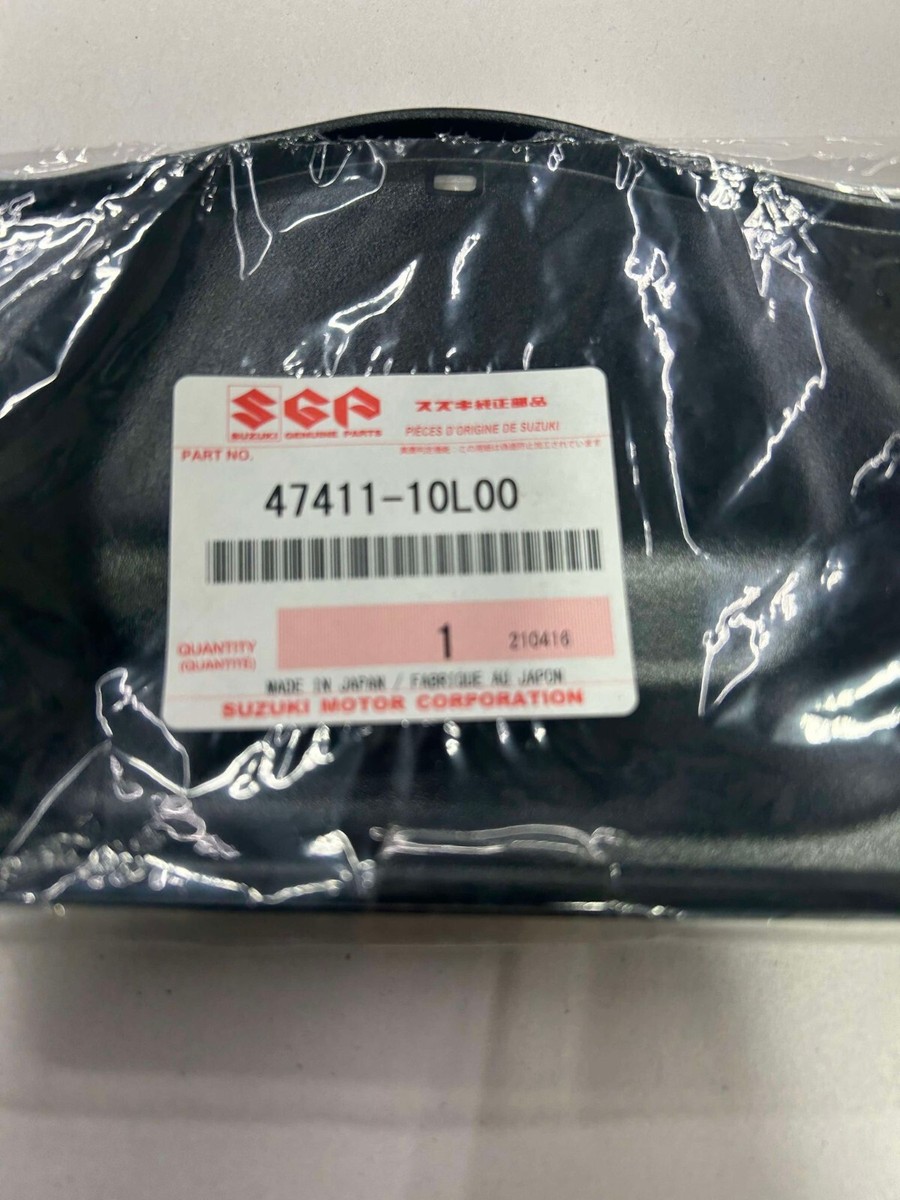 SGP
スズキ純正部品
SUZUKI GENUINE PARTS
PIÈCES D'ORIGINE DE SUZUKI
PART NO.
47411-10L00
QUANTITY
(QUANTITÉ)
1
210416
MADE IN JAPAN / FABRIQUE AU JAPON
SUZUKI MOTOR CORPORATION